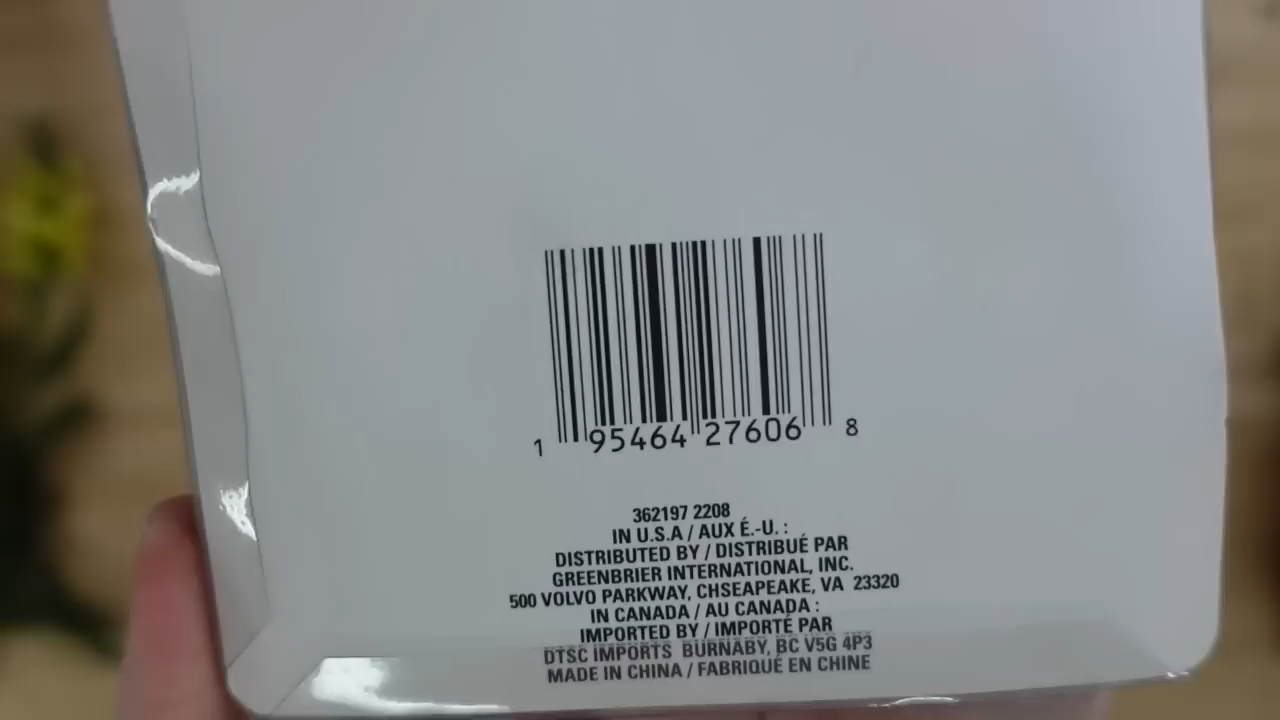 1 95464 27606 8
362197 2208
IN U.S.A / AUX É.-U. :
DISTRIBUTED BY / DISTRIBUÉ PAR
GREENBRIER INTERNATIONAL, INC.
500 VOLVO PARKWAY, CHSEAPEAKE, VA 23320
IN CANADA / AU CANADA :
IMPORTED BY / IMPORTÉ PAR
DTSC IMPORTS BURNABY, BC V5G 4P3
MADE IN CHINA / FABRIQUÉ EN CHINE